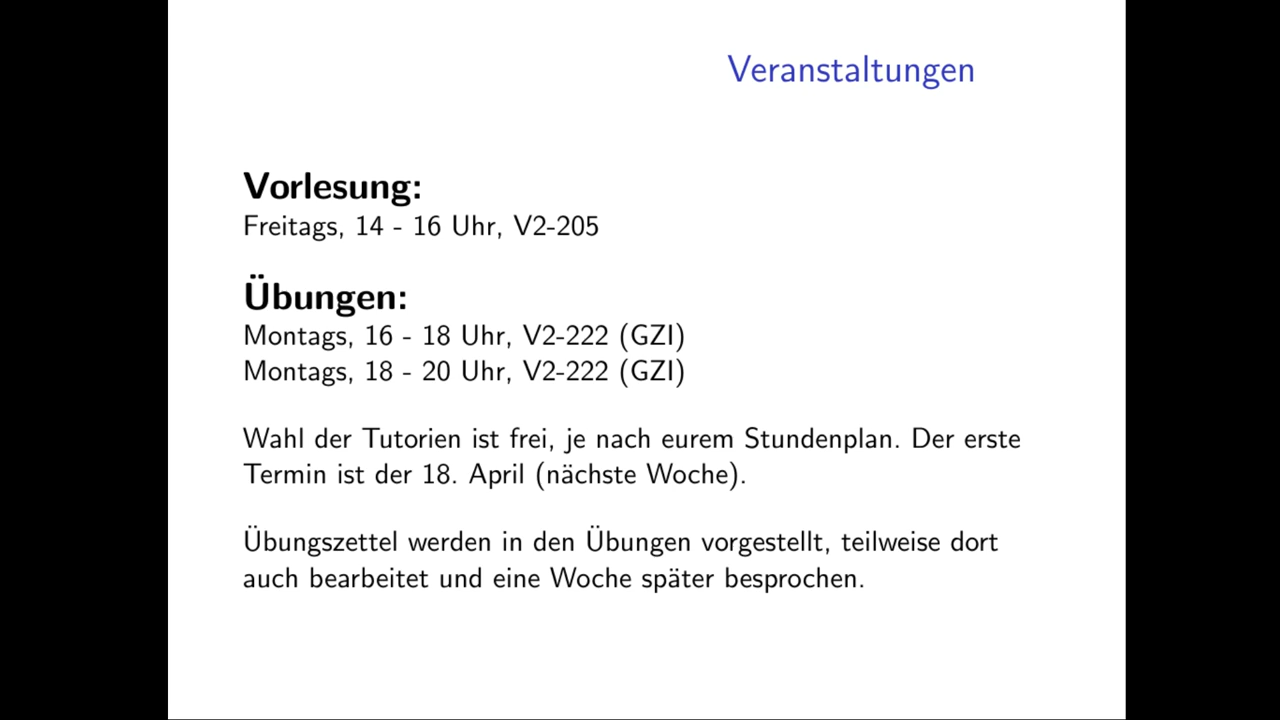 Veranstaltungen
Vorlesung:
Freitags, 14 - 16 Uhr, V2-205
Übungen:
Montags, 16 - 18 Uhr, V2-222 (GZI)
Montags, 18 - 20 Uhr, V2-222 (GZI)
Wahl der Tutorien ist frei, je nach eurem Stundenplan. Der erste
Termin ist der 18. April (nächste Woche).
Übungszettel werden in den Übungen vorgestellt, teilweise dort
auch bearbeitet und eine Woche später besprochen.